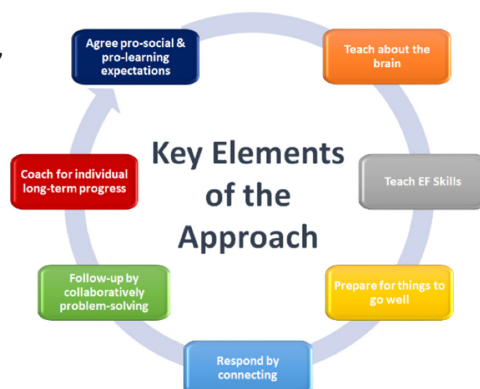 Agree pro-social &
pro-learning
expectations
Teach about the
brain
Key Elements
of the
Approach
Coach for individual
long-term progress
Teach EF Skills
Follow-up by
collaboratively
problem-solving
Prepare for things to
go well
Respond by
connecting